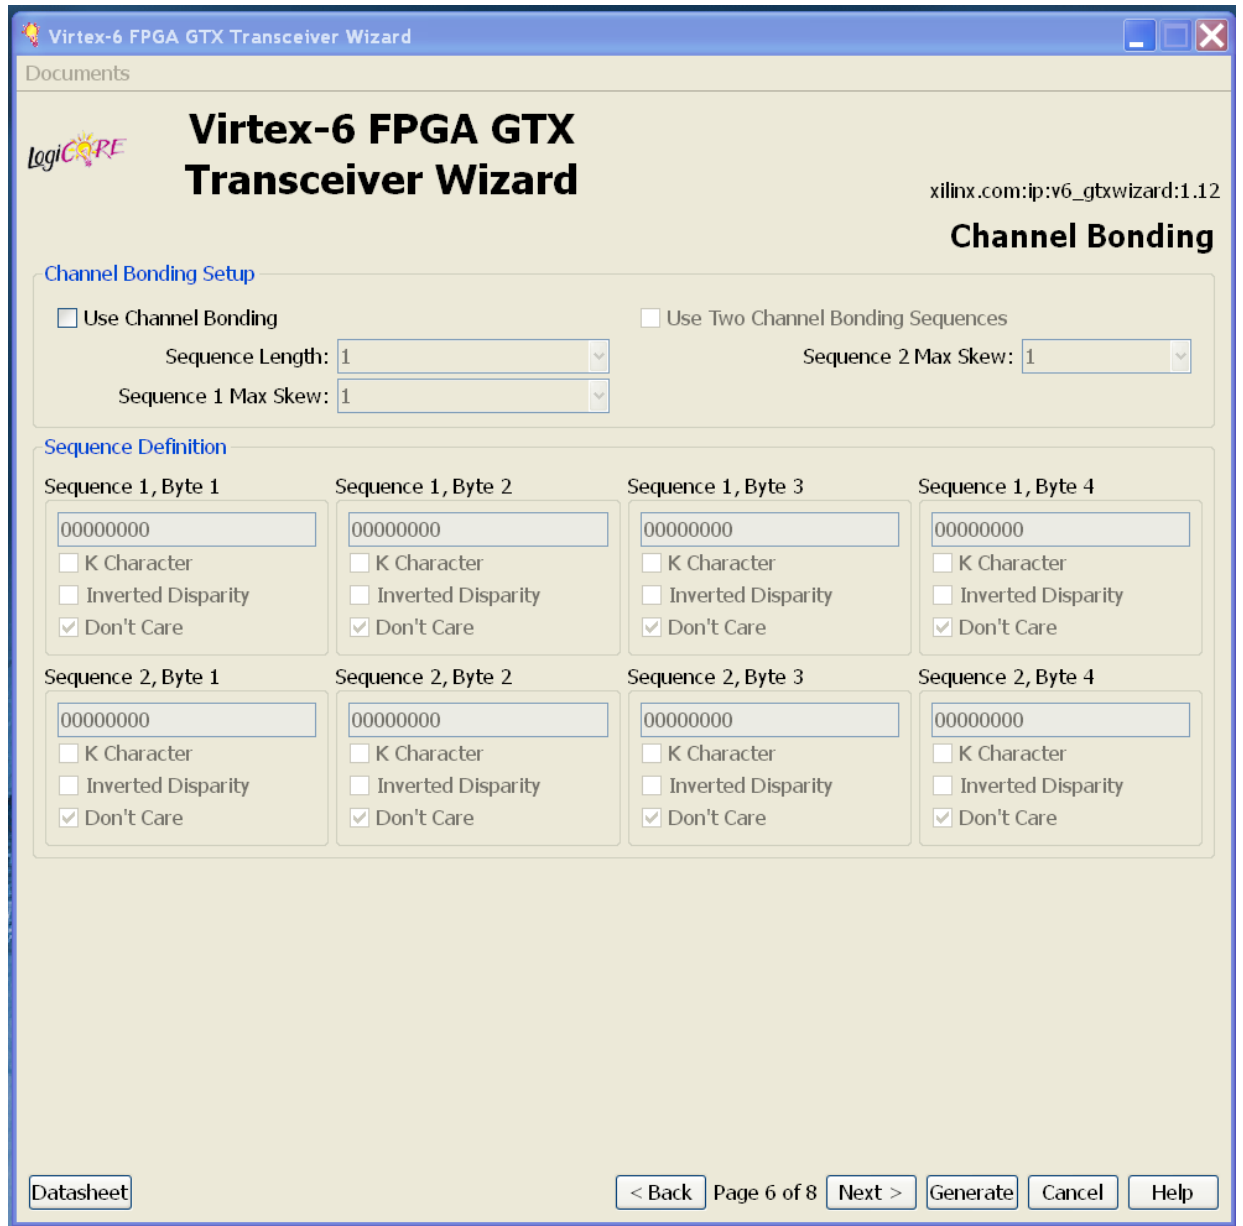 Virtex-6 FPGA GTX Transceiver Wizard
Documents
LogiCORE
Virtex-6 FPGA GTX
Transceiver Wizard
xilinx.com:ip:v6_gtxwizard:1.12
Channel Bonding
Channel Bonding Setup
Use Channel Bonding Use Two Channel Bonding Sequences
Sequence Length: 1 Sequence 2 Max Skew: 1
Sequence 1 Max Skew: 1
Sequence Definition
Sequence 1, Byte 1 Sequence 1, Byte 2 Sequence 1, Byte 3 Sequence 1, Byte 4
00000000 00000000 00000000 00000000
K Character K Character K Character K Character
Inverted Disparity Inverted Disparity Inverted Disparity Inverted Disparity
Don't Care Don't Care Don't Care Don't Care
Sequence 2, Byte 1 Sequence 2, Byte 2 Sequence 2, Byte 3 Sequence 2, Byte 4
00000000 00000000 00000000 00000000
K Character K Character K Character K Character
Inverted Disparity Inverted Disparity Inverted Disparity Inverted Disparity
Don't Care Don't Care Don't Care Don't Care
Datasheet < Back Page 6 of 8 Next > Generate Cancel Help